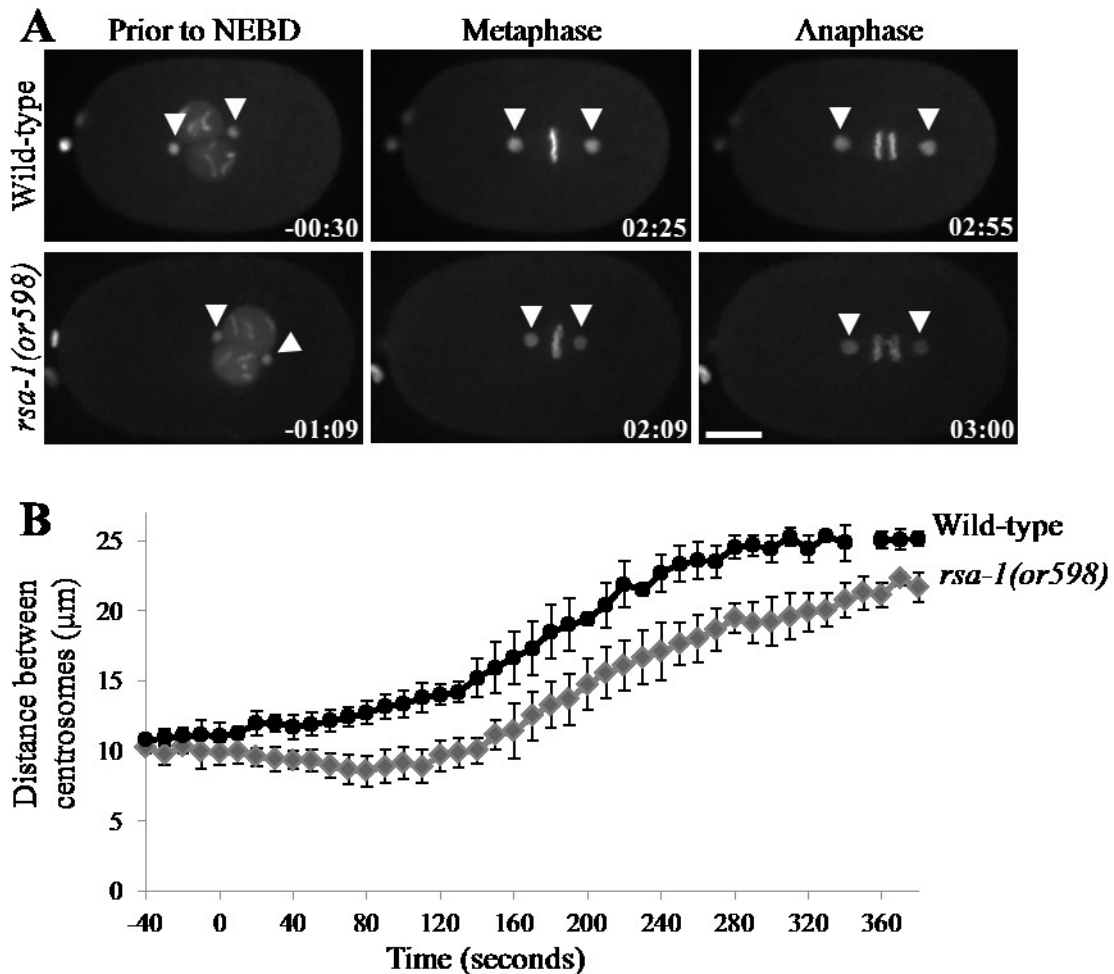 A
Prior to NEBD Metaphase Anaphase
Wild-type
-00:30 02:25 02:55
rsa-1(or598)
-01:09 02:09 03:00
B
Distance between
centrosomes (µm)
25
20
15
10
5
0
-40 0 40 80 120 160 200 240 280 320 360
Time (seconds)
Wild-type
rsa-1(or598)